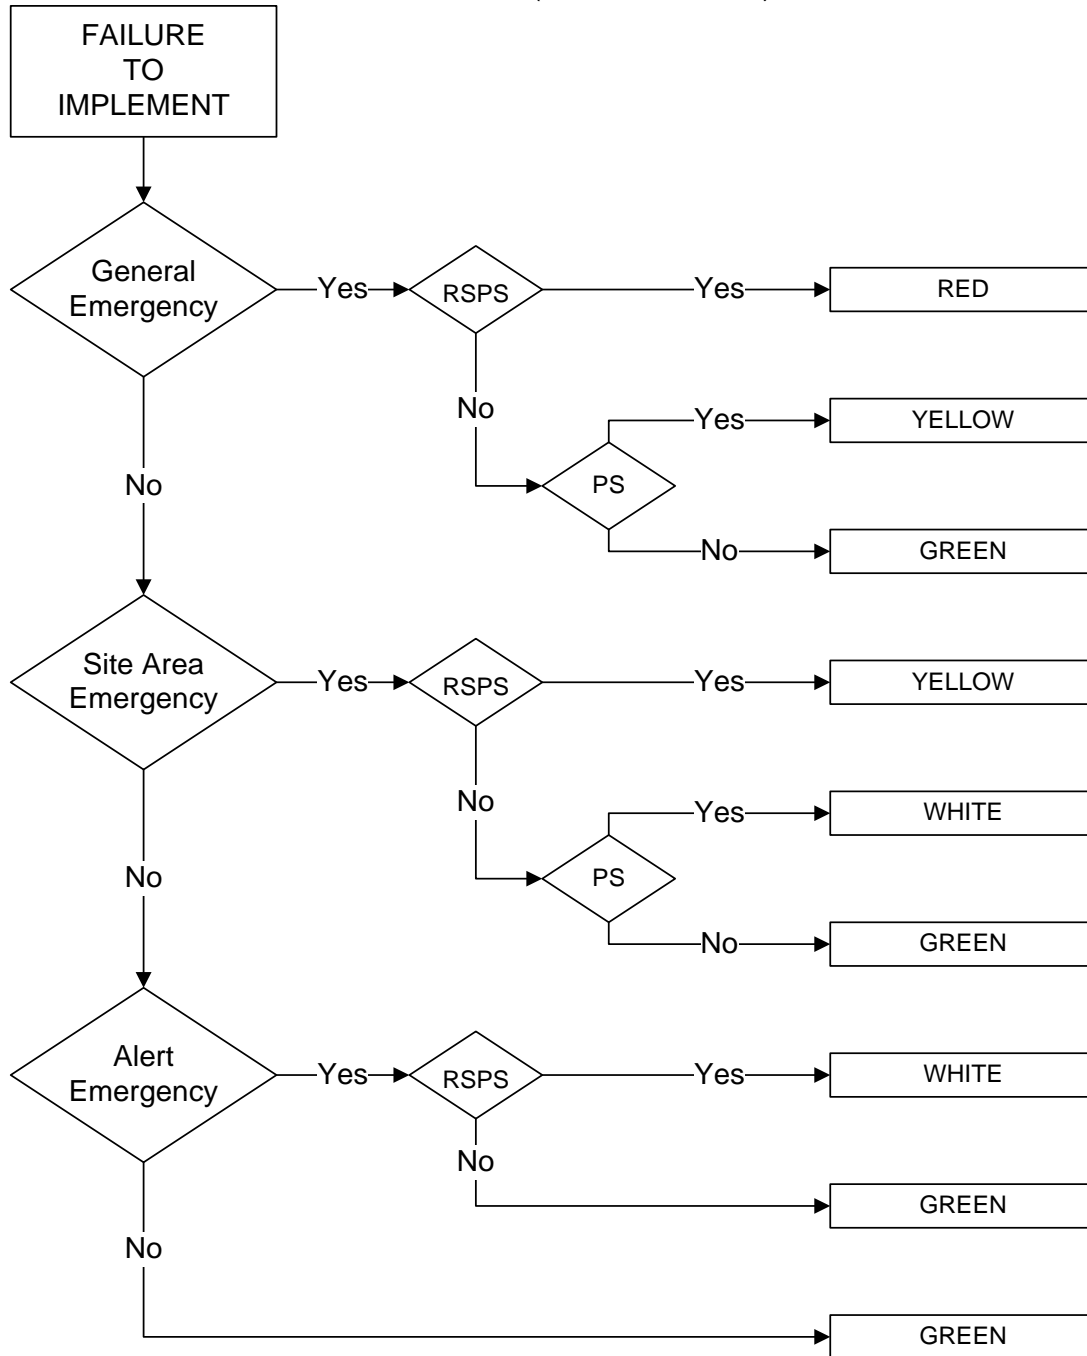 FAILURE
TO
IMPLEMENT
General
Emergency
Yes
RSPS
Yes
RED
No
Yes
YELLOW
PS
No
No
GREEN
Site Area
Emergency
Yes
RSPS
Yes
YELLOW
No
Yes
WHITE
PS
No
No
GREEN
Alert
Emergency
Yes
RSPS
Yes
WHITE
No
GREEN
No
GREEN